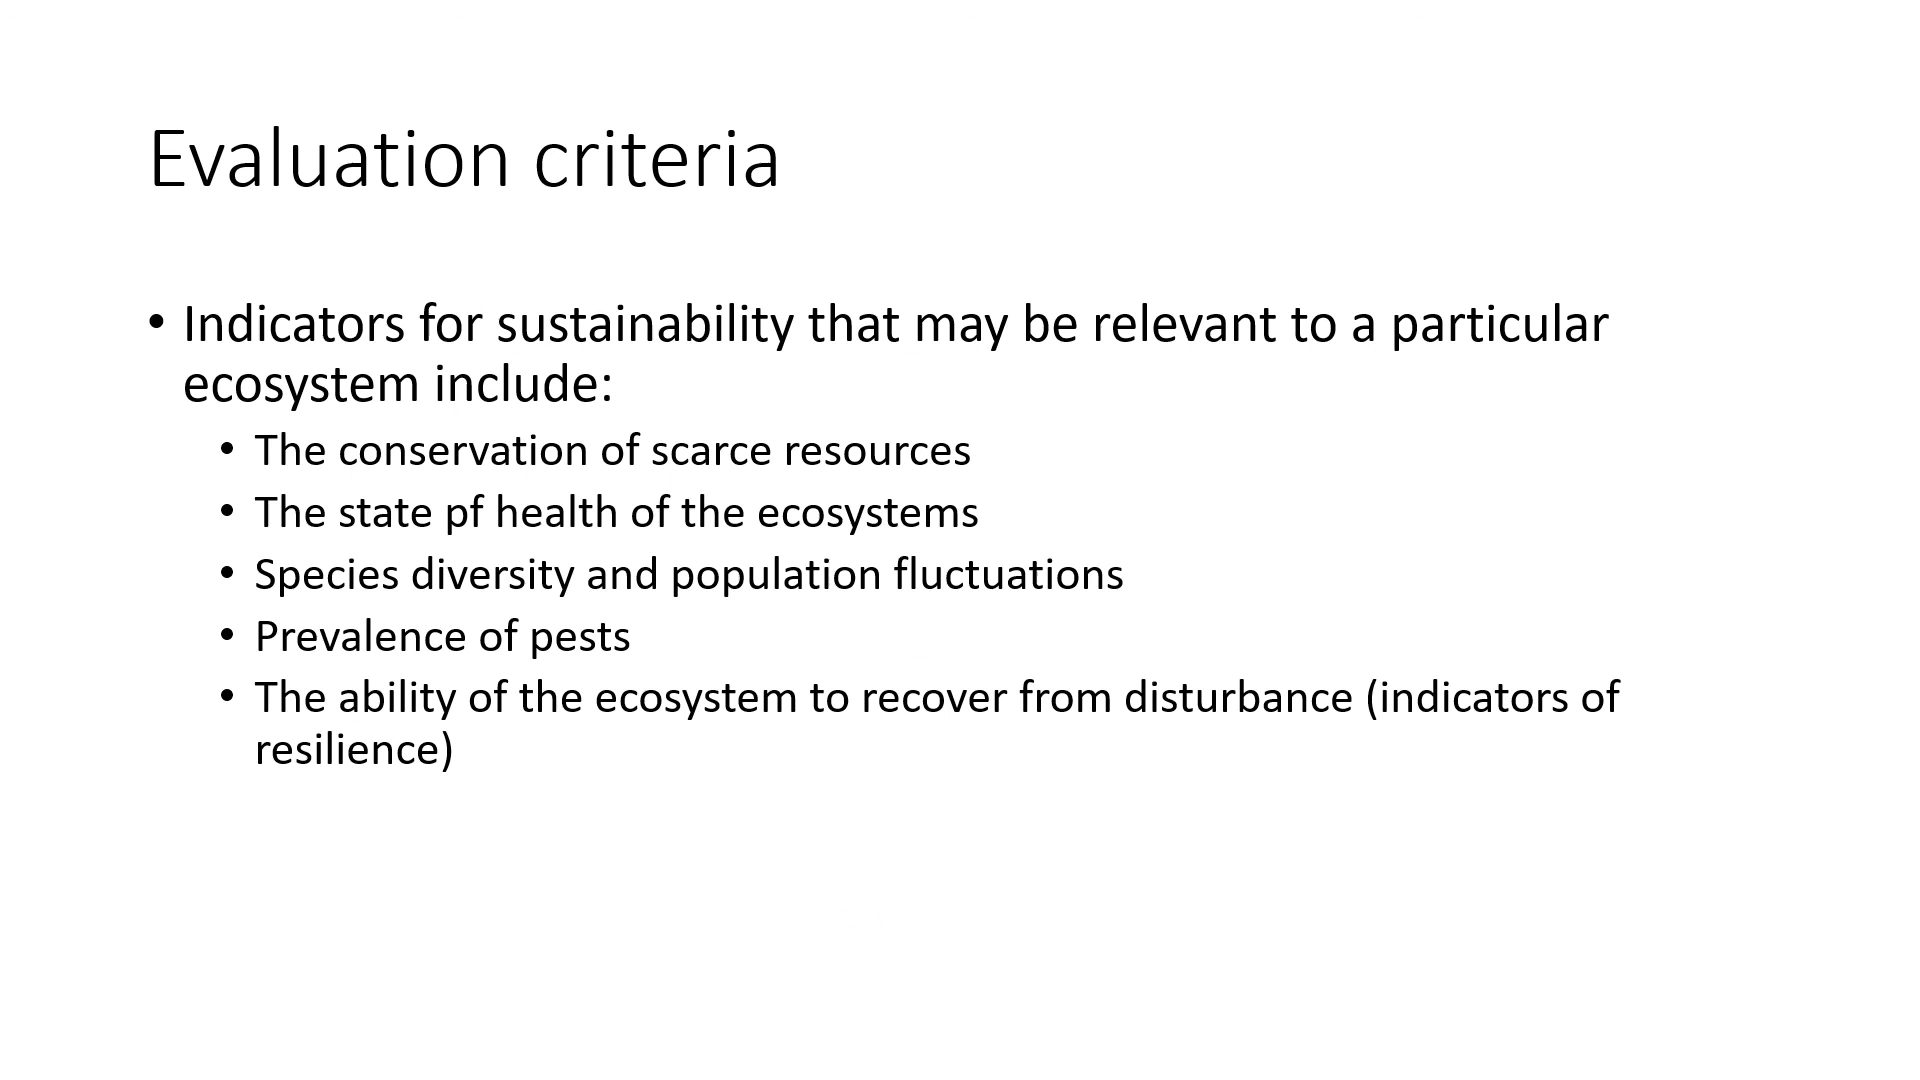 Evaluation criteria
• Indicators for sustainability that may be relevant to a particular
ecosystem include:
• The conservation of scarce resources
• The state pf health of the ecosystems
• Species diversity and population fluctuations
• Prevalence of pests
• The ability of the ecosystem to recover from disturbance (indicators of
resilience)